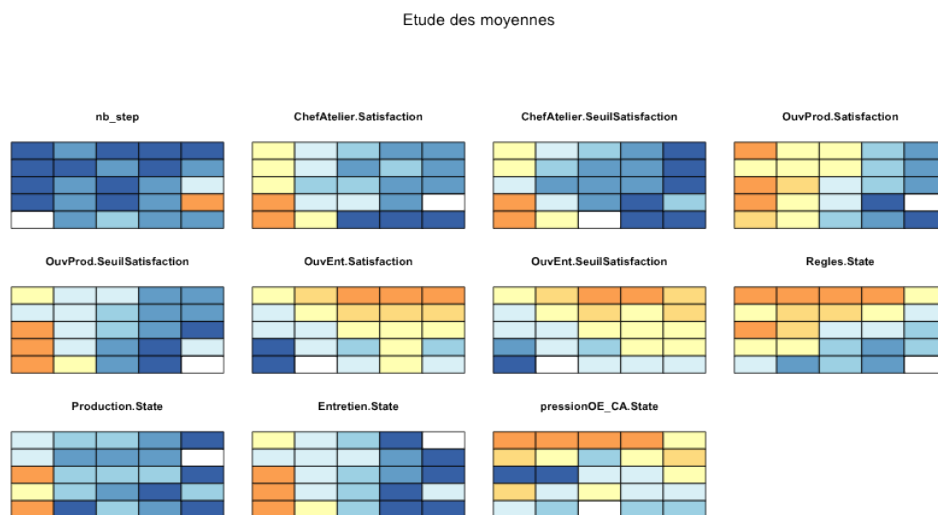 Etude des moyennes
nb_step
ChefAtelier.Satisfaction
ChefAtelier.SeuilSatisfaction
OuvProd.Satisfaction
OuvProd.SeuilSatisfaction
OuvEnt.Satisfaction
OuvEnt.SeuilSatisfaction
Regles.State
Production.State
Entretien.State
pressionOE_CA.State